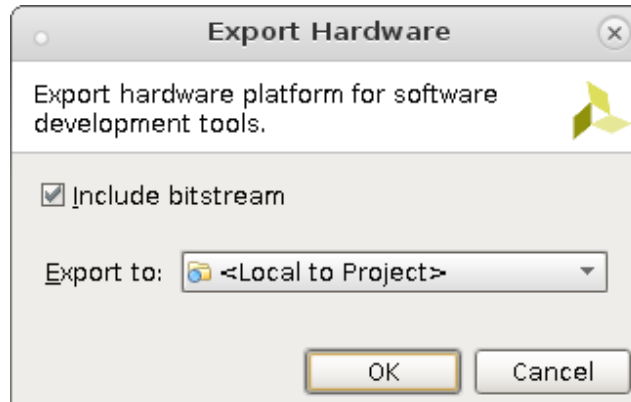 Export Hardware
Export hardware platform for software
development tools.
Include bitstream
Export to: <Local to Project>
OK Cancel